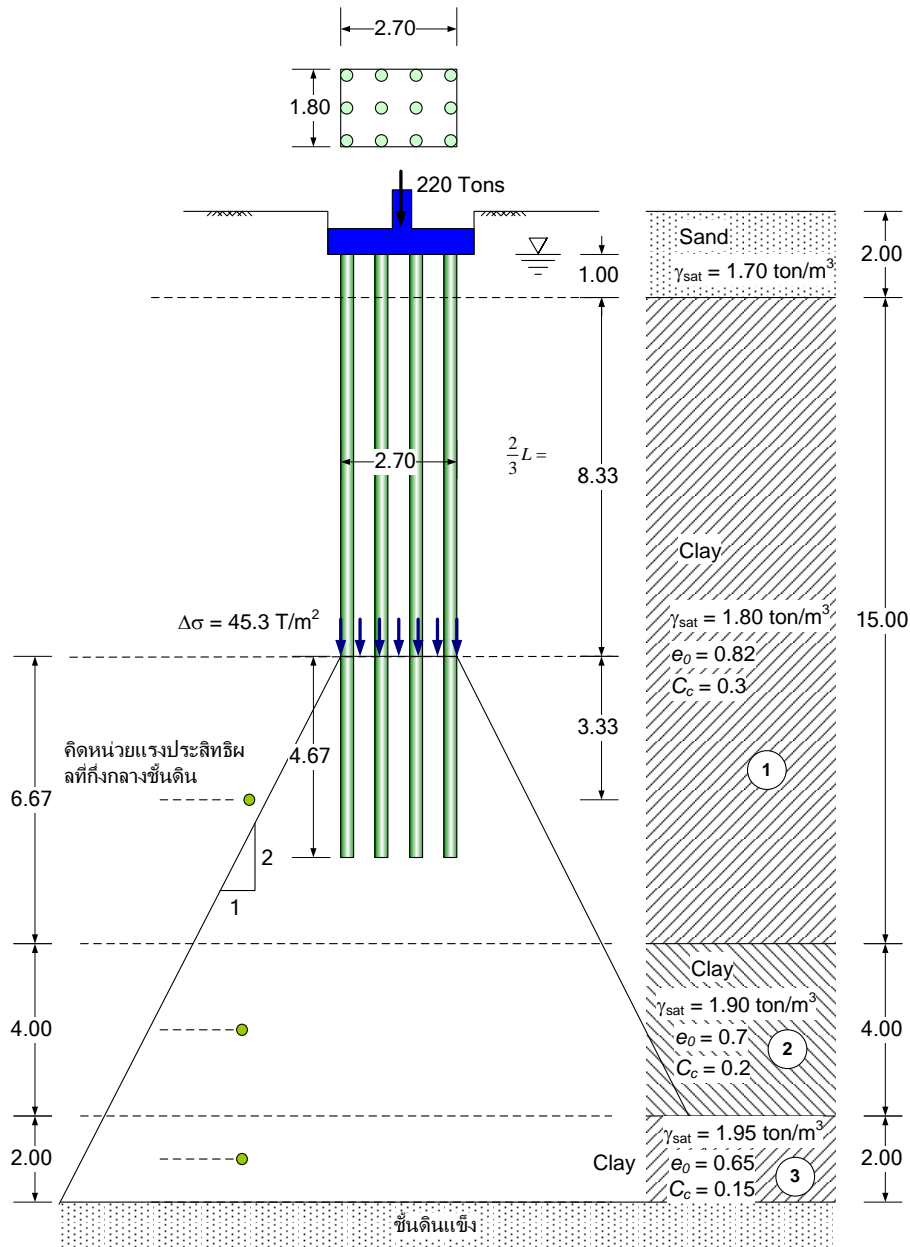 2.70
1.80
220 Tons
Sand
γsat = 1.70 ton/m³
2.00
1.00
2.70
2/3 L =
8.33
Clay
γsat = 1.80 ton/m³
e0 = 0.82
Cc = 0.3
15.00
Δσ = 45.3 T/m²
คิดหน่วยแรงประสิทธิผ
ลที่กึ่งกลางชั้นดิน
4.67
3.33
1
6.67
2
1
Clay
γsat = 1.90 ton/m³
e0 = 0.7
Cc = 0.2
2
4.00
4.00
Clay
γsat = 1.95 ton/m³
e0 = 0.65
Cc = 0.15
3
2.00
2.00
ชั้นดินแข็ง